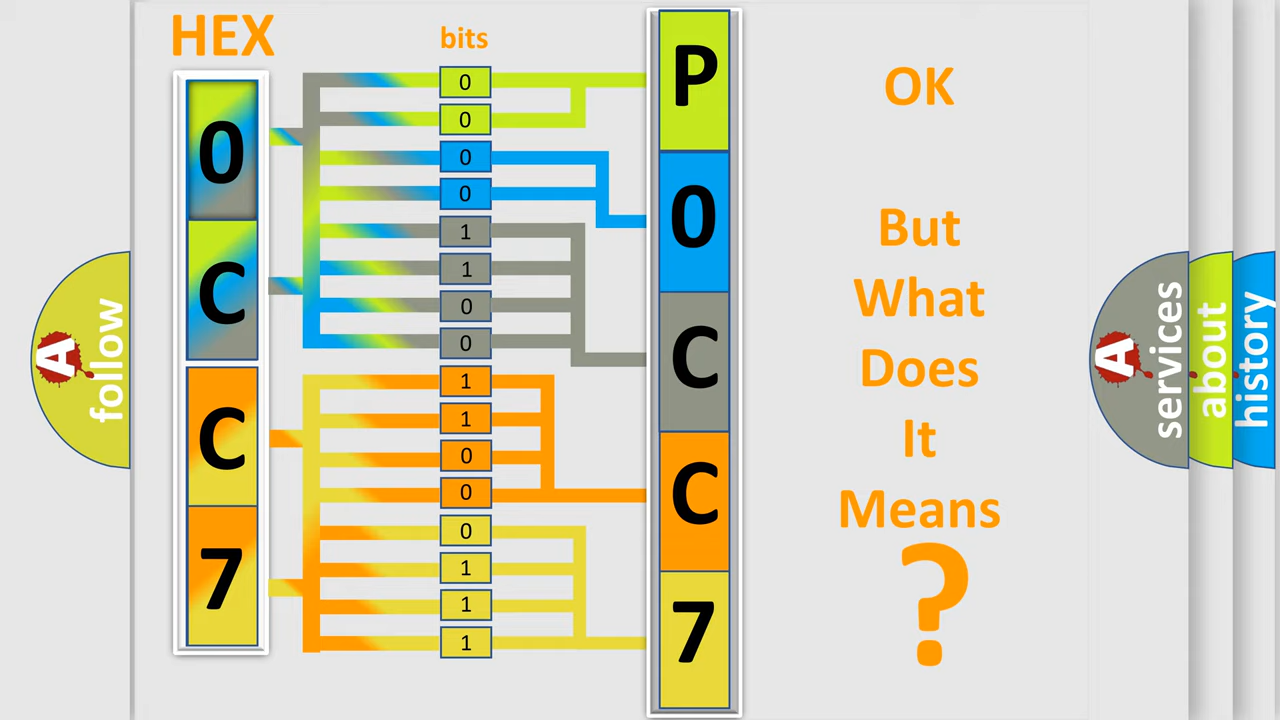 HEX
bits
0
C
C
7
0
0
0
0
1
1
0
0
1
1
0
0
0
1
1
1
P
0
C
C
7
OK
But
What
Does
It
Means
?
A
follow
A
services
about
history